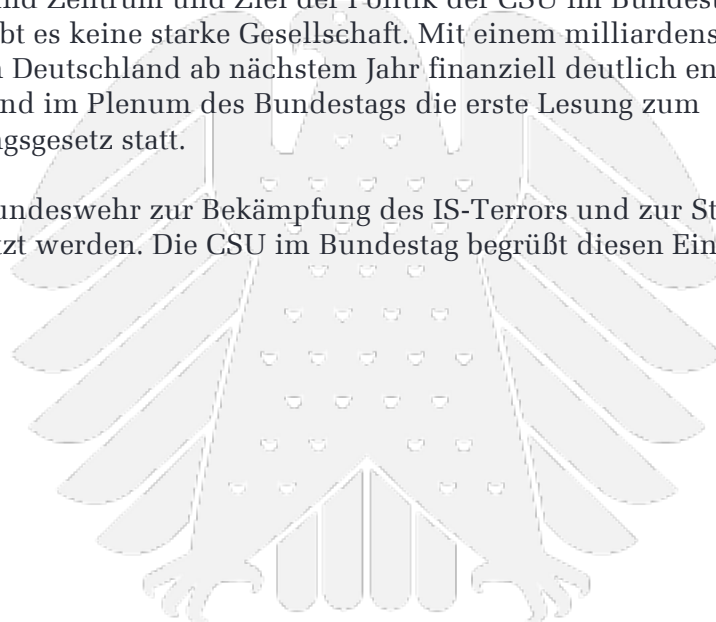 nd Zentrum und Ziel der Politik der CSU im Bundest
bt es keine starke Gesellschaft. Mit einem milliardens
n Deutschland ab nächstem Jahr finanziell deutlich en
nd im Plenum des Bundestags die erste Lesung zum
ngsgesetz statt.
undeswehr zur Bekämpfung des IS-Terrors und zur St
tzt werden. Die CSU im Bundestag begrüßt diesen Ein